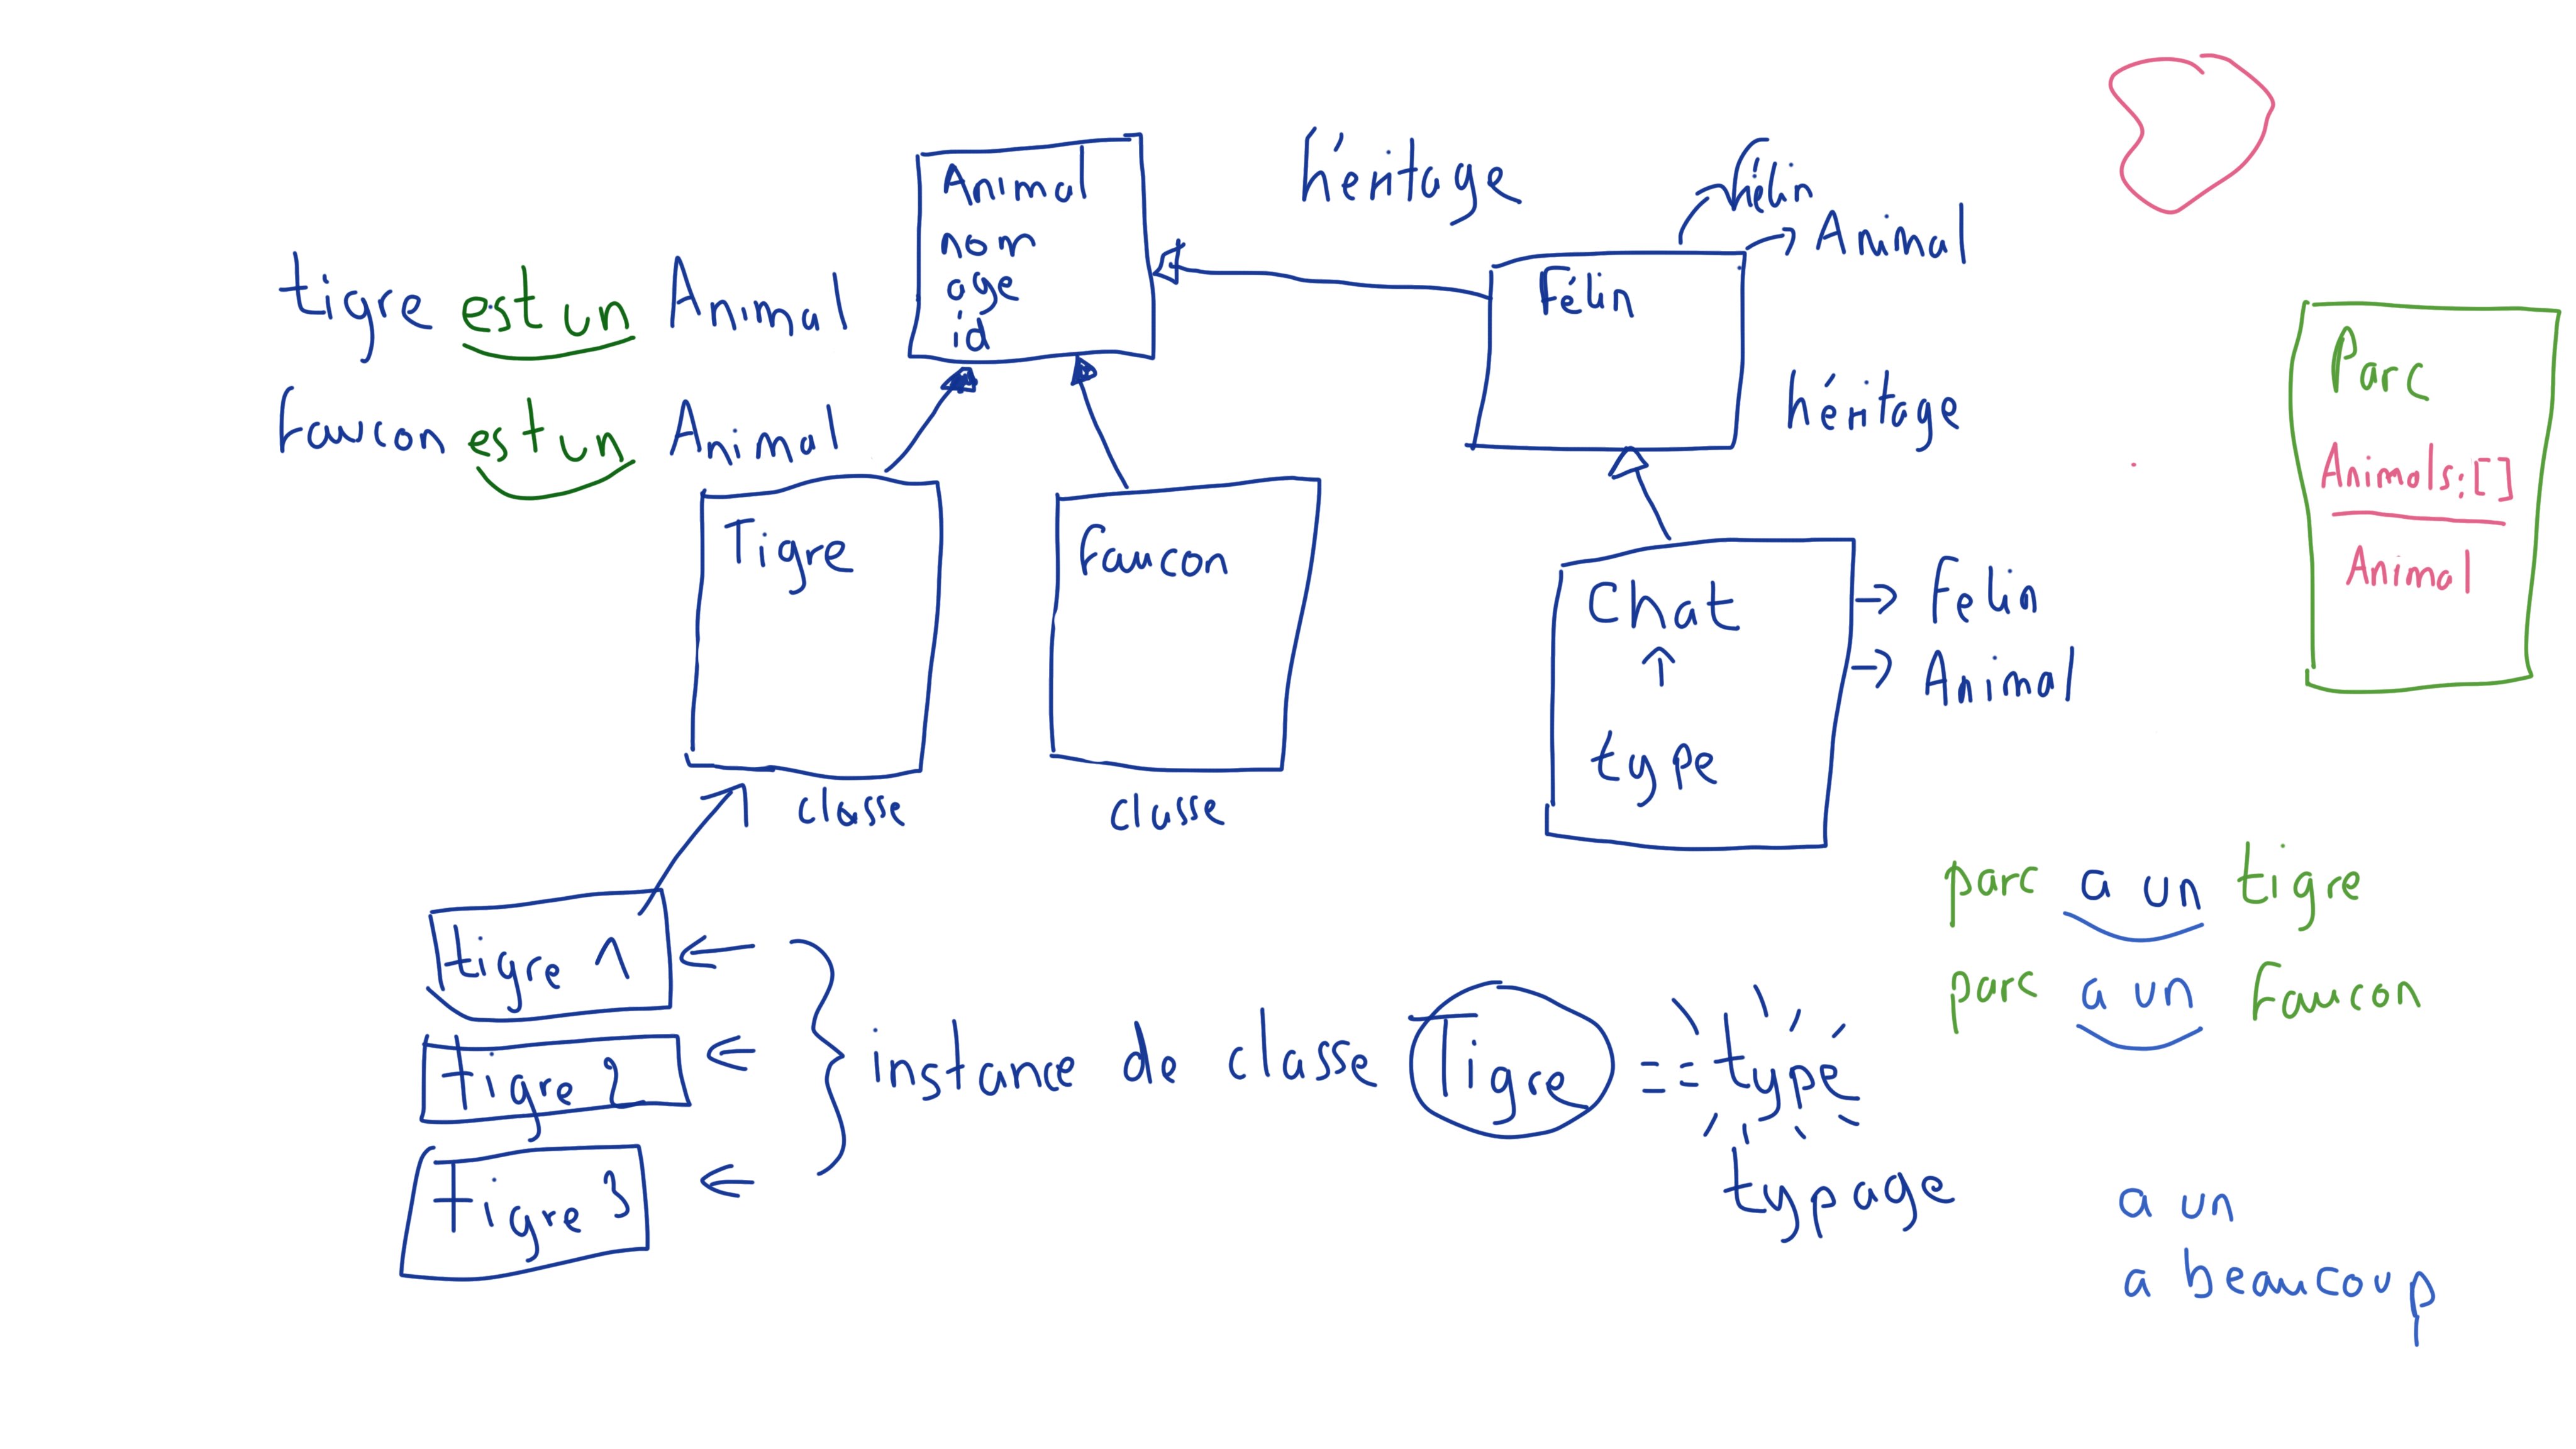 Animal
nom
age
id
héritage
félin
Animal
Félin
héritage
tigre est un Animal
Faucon est un Animal
Tigre
classe
Faucon
classe
Chat
↑
type
→ Felin
→ Animal
Parc
Animals: []
Animal
tigre 1
tigre 2
tigre 3
instance de classe Tigre == type
typage
parc a un tigre
parc a un Faucon
a un
a beaucoup